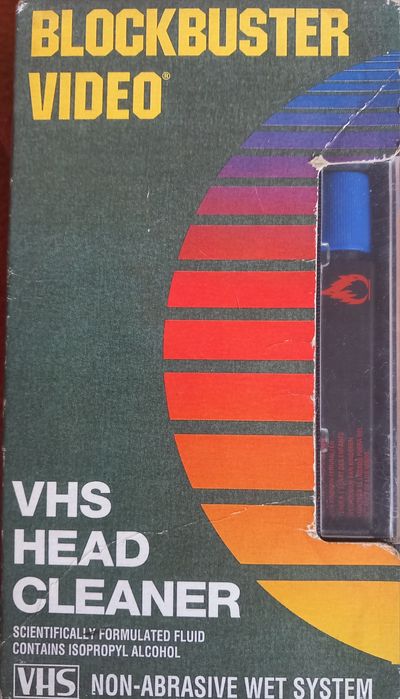 BLOCKBUSTER
VIDEO®
VHS
HEAD
CLEANER
SCIENTIFICALLY FORMULATED FLUID
CONTAINS ISOPROPYL ALCOHOL
VHS NON-ABRASIVE WET SYSTEM